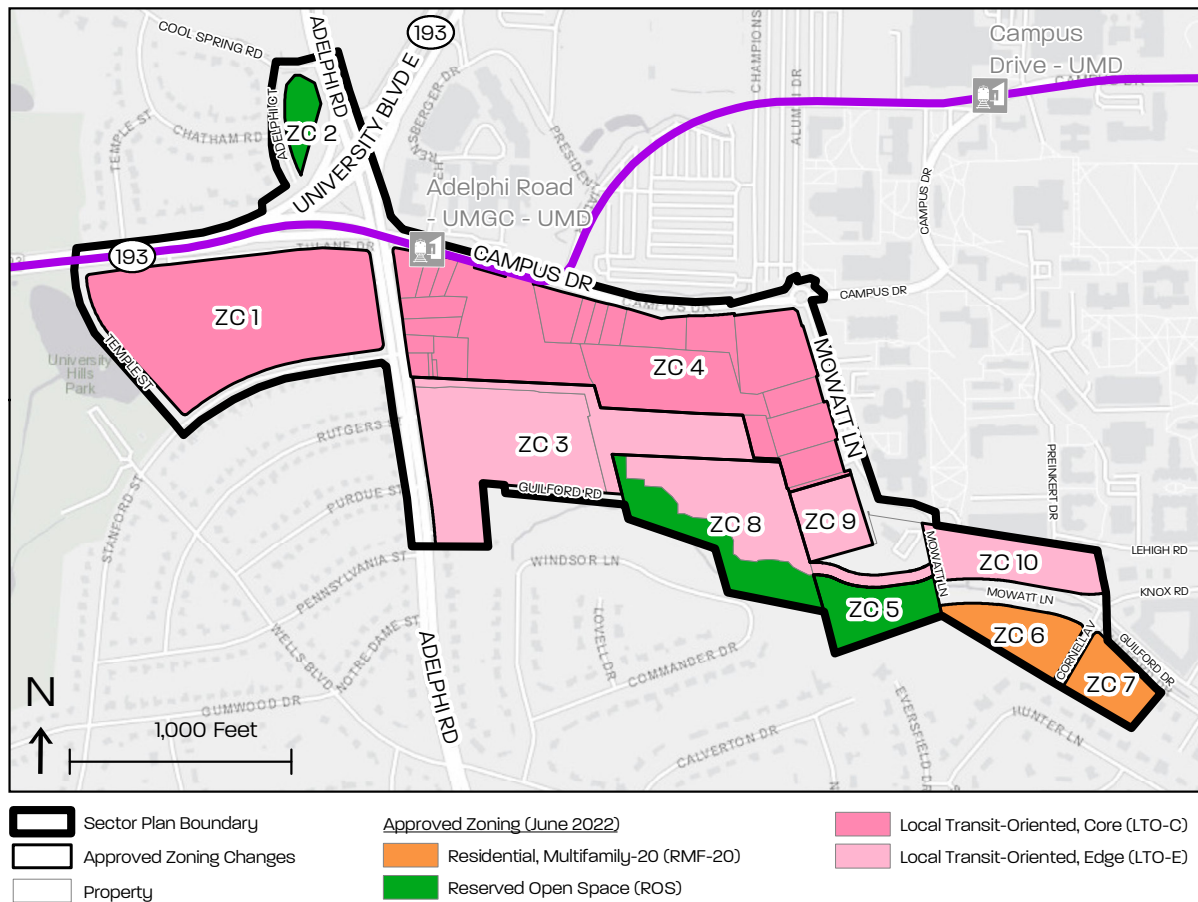 COOL SPRING RD
ADELPHI RD
193
UNIVERSITY BLVD E
CHAMPIONS
ALUMNI DR
Campus
Drive - UMD
TEMPLE ST
CHATHAM RD
ADELPHI CT
ZC 2
PRESIDENTIAL
CAMPUS DR
Adelphi Road
- UMGC - UMD
193
TULANE DR
CAMPUS DR
CAMPUS DR
CAMPUS DR
ZC 1
University
Hills
Park
TEMPLE ST
ZC 4
MOWATT LN
RUTGERS
ZC 3
PREINKERT DR
STANFORD ST
PURDUE ST
GUILFORD RD
ZC 8
ZC 9
MOWATT LN
LEHIGH RD
ZC 10
WINDSOR LN
PENNSYLVANIA ST
MOWATT LN
KNOX RD
ZC 5
ZC 6
CORNELL AV
GUILFORD DR
ZC 7
WELLS BLVD
NOTRE DAME ST
LOVELL DR
COMMANDER DR
ADELPHI RD
EVERSFIELD DR
HUNTER LN
GUMWOOD DR
CALVERTON DR
N
1,000 Feet
Sector Plan Boundary
Approved Zoning Changes
Property
Approved Zoning (June 2022)
Residential, Multifamily-20 (RMF-20)
Reserved Open Space (ROS)
Local Transit-Oriented, Core (LTO-C)
Local Transit-Oriented, Edge (LTO-E)